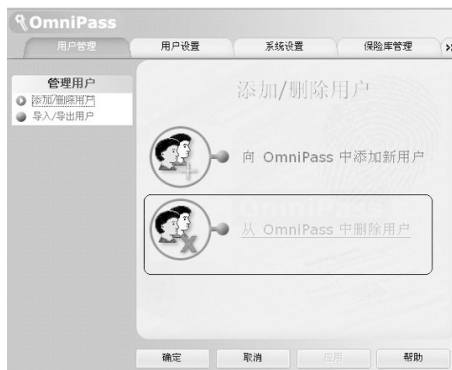 OmniPass
用户管理 用户设置 系统设置 保险库管理
管理用户
添加/删除用户
导入/导出用户
添加/删除用户
向 OmniPass 中添加新用户
OmniPass
从 OmniPass 中删除用户
确定 取消 应用 帮助